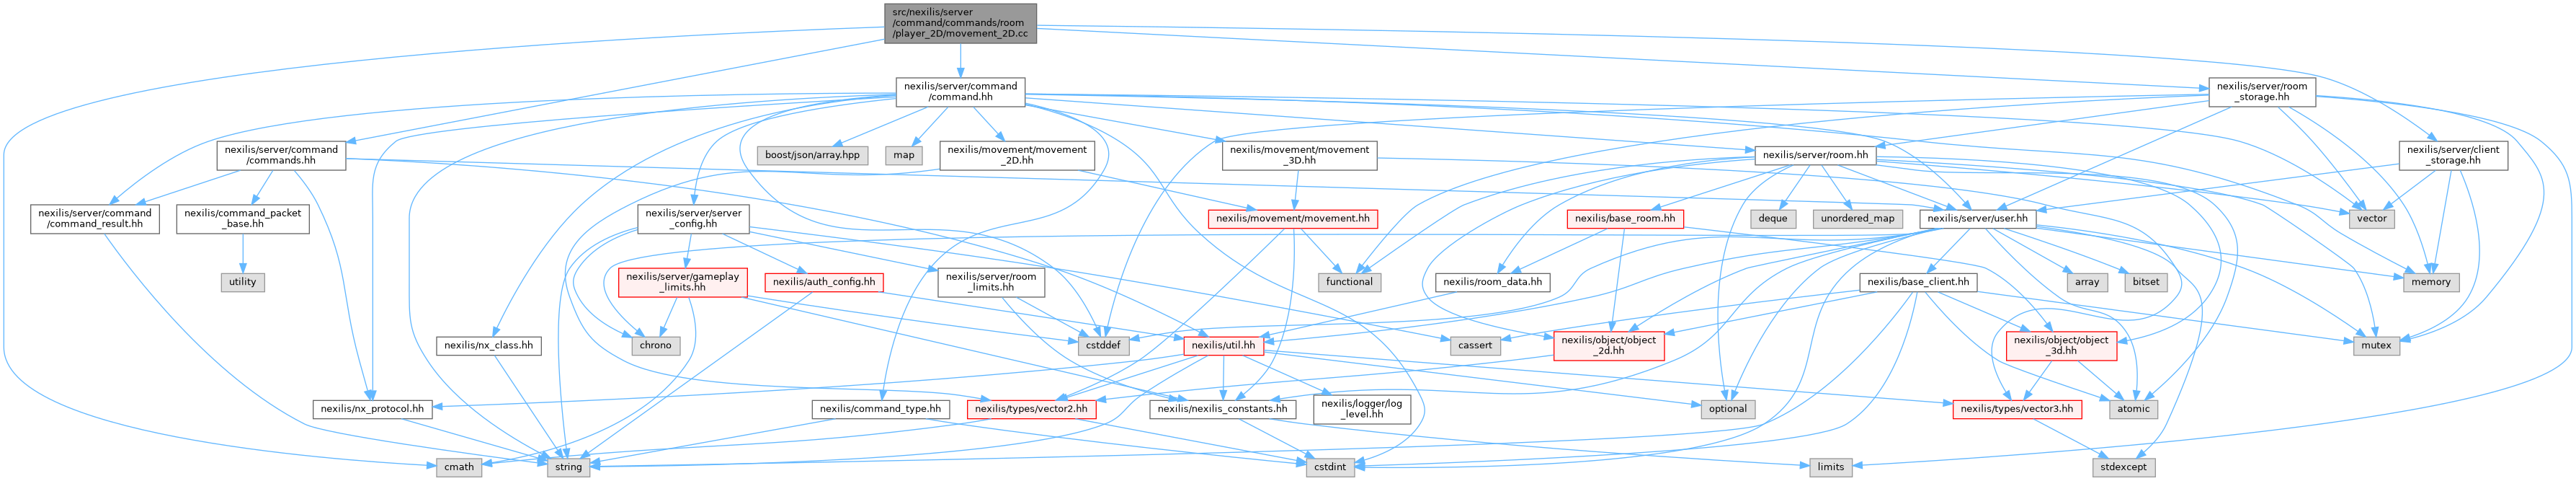 src/nexilis/server
/command/commands/room
/player_2D/movement_2D.cc
nexilis/server/command
/command.hh
nexilis/server/room
_storage.hh
nexilis/server/command
/commands.hh
boost/json/array.hpp
map
nexilis/movement/movement
_2D.hh
nexilis/movement/movement
_3D.hh
nexilis/server/room.hh
nexilis/server/client
_storage.hh
nexilis/server/command
/command_result.hh
nexilis/command_packet
_base.hh
nexilis/server/server
_config.hh
nexilis/movement/movement.hh
nexilis/base_room.hh
deque
unordered_map
nexilis/server/user.hh
vector
utility
nexilis/server/gameplay
_limits.hh
nexilis/auth_config.hh
nexilis/server/room
_limits.hh
functional
nexilis/room_data.hh
nexilis/base_client.hh
array
bitset
memory
nexilis/nx_class.hh
chrono
cstddef
nexilis/util.hh
cassert
nexilis/object/object
_2d.hh
nexilis/object/object
_3d.hh
mutex
nexilis/nx_protocol.hh
nexilis/command_type.hh
nexilis/types/vector2.hh
nexilis/nexilis_constants.hh
nexilis/logger/log
_level.hh
optional
nexilis/types/vector3.hh
atomic
cmath
string
cstdint
limits
stdexcept